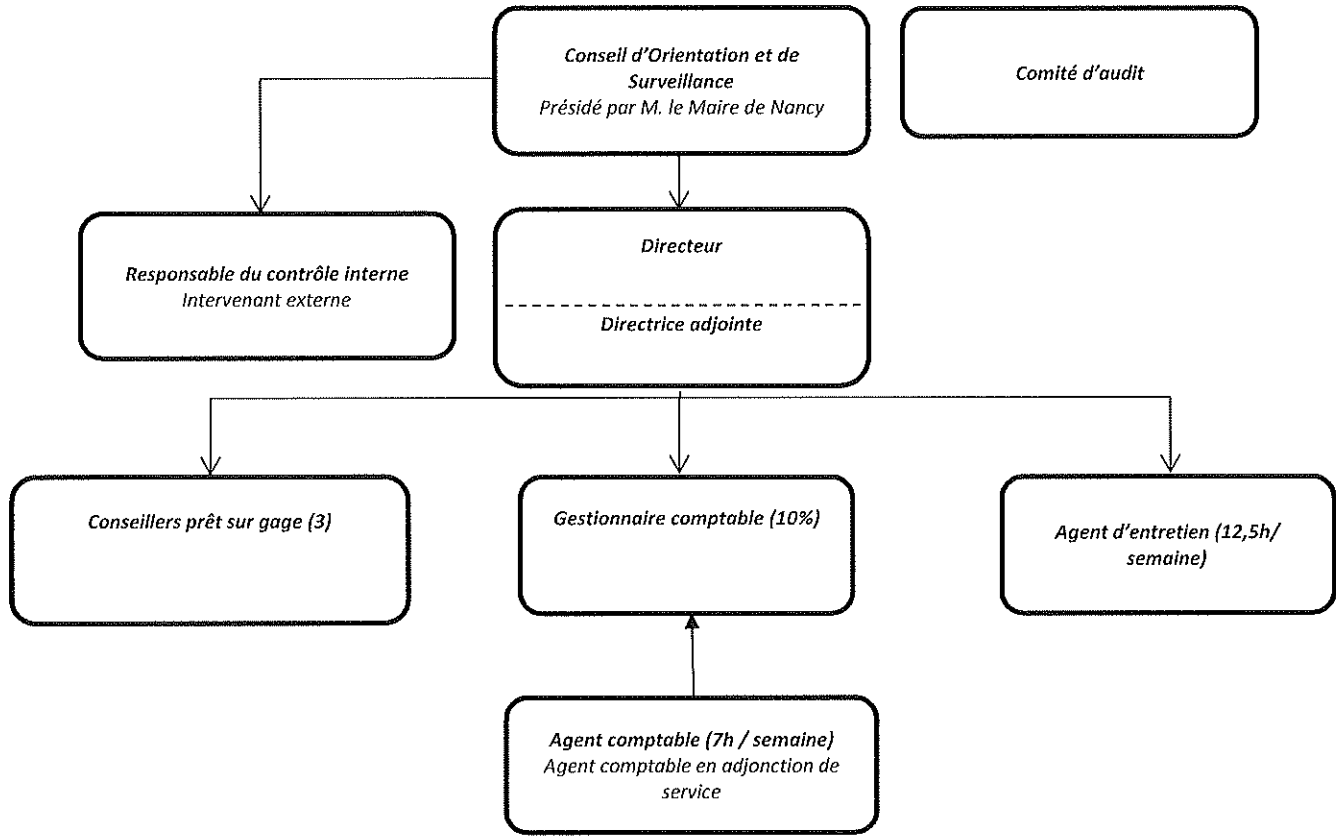 Conseil d'Orientation et de
Surveillance
Présidé par M. le Maire de Nancy
Comité d'audit
Responsable du contrôle interne
Intervenant externe
Directeur
Directrice adjointe
Conseillers prêt sur gage (3)
Gestionnaire comptable (10%)
Agent d'entretien (12,5h/
semaine)
Agent comptable (7h / semaine)
Agent comptable en adjonction de
service